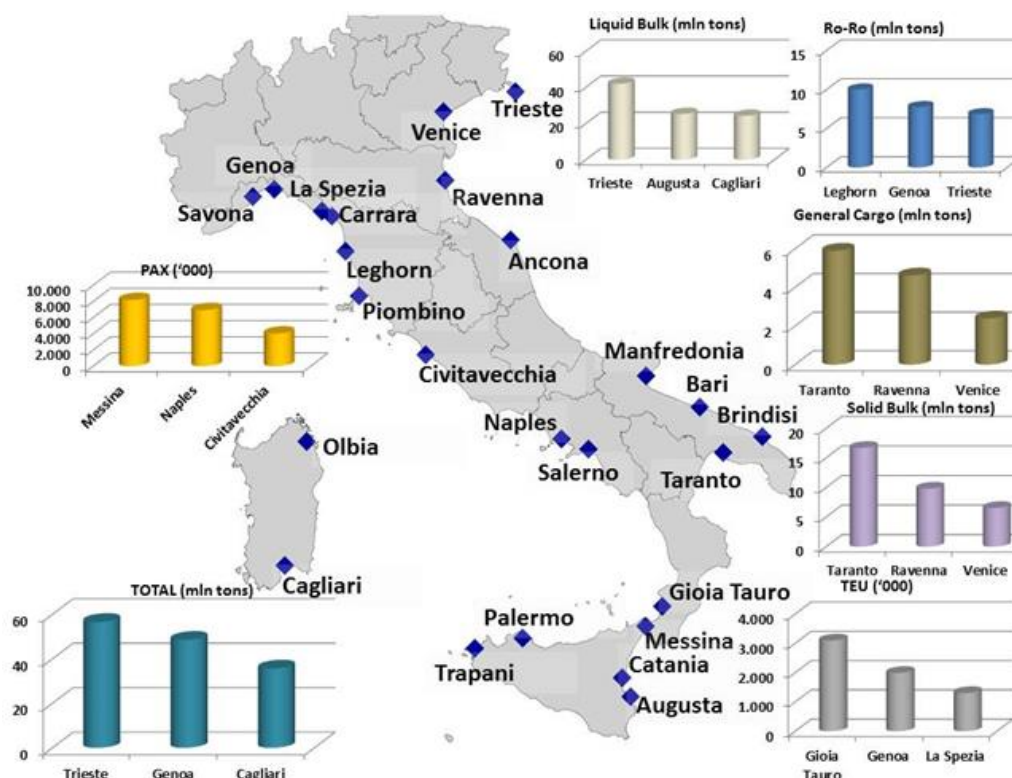 Liquid Bulk (mln tons)
60
40
20
0
Trieste Augusta Cagliari
Ro-Ro (mln tons)
15
10
5
0
Leghorn Genoa Trieste
General Cargo (mln tons)
6
4
2
0
Taranto Ravenna Venice
Solid Bulk (mln tons)
20
15
10
5
0
Taranto Ravenna Venice
TEU ('000)
4.000
3.000
2.000
1.000
0
Gioia Tauro Genoa La Spezia
PAX ('000)
10.000
8.000
6.000
4.000
2.000
0
Messina Naples Civitavecchia
TOTAL (mln tons)
60
40
20
0
Trieste Genoa Cagliari
Trieste
Venice
Genoa
La Spezia
Savona
Carrara
Ravenna
Leghorn
Ancona
Piombino
Civitavecchia
Manfredonia
Bari
Brindisi
Naples
Salerno
Taranto
Olbia
Cagliari
Gioia Tauro
Palermo
Messina
Trapani
Catania
Augusta